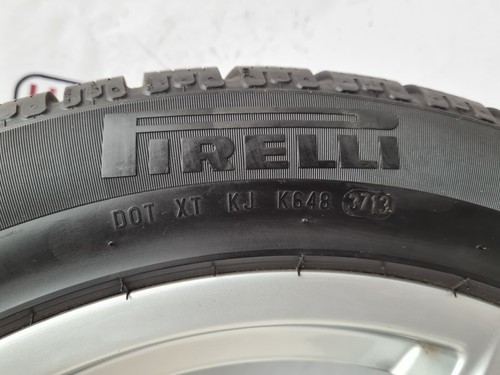 PIRELLI
DOT XT KJ K648 3713